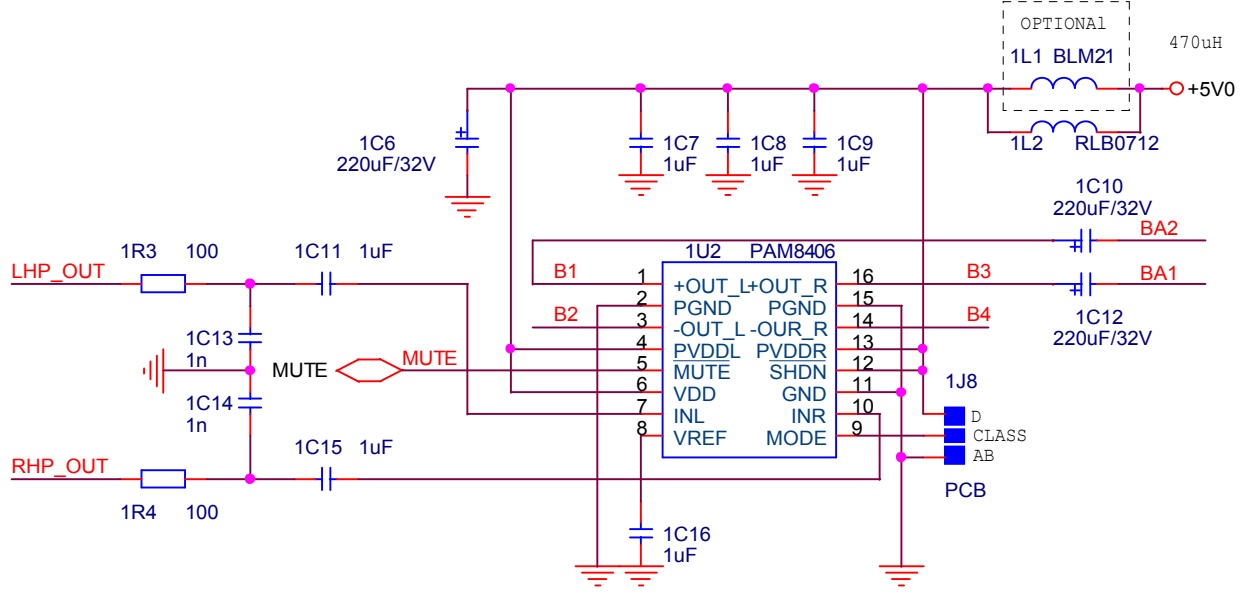 OPTIONAl
470uH
1L1 BLM21
+5V0
1L2 RLB0712
1C6
220uF/32V
1C7
1uF
1C8
1uF
1C9
1uF
1C10
220uF/32V
BA2
1U2 PAM8406
1R3 100
1C11 1uF
LHP_OUT
B1
1 +OUT_L +OUT_R 16
B3
BA1
2 PGND PGND 15
B2
3 -OUT_L -OUR_R 14
B4
1C12
220uF/32V
4 PVDDL PVDDR 13
1C13
1n
MUTE
MUTE
5 MUTE SHDN 12
6 VDD GND 11
1J8
1C14
1n
7 INL INR 10
D
8 VREF MODE 9
CLASS
AB
1C15 1uF
RHP_OUT
PCB
1R4 100
1C16
1uF